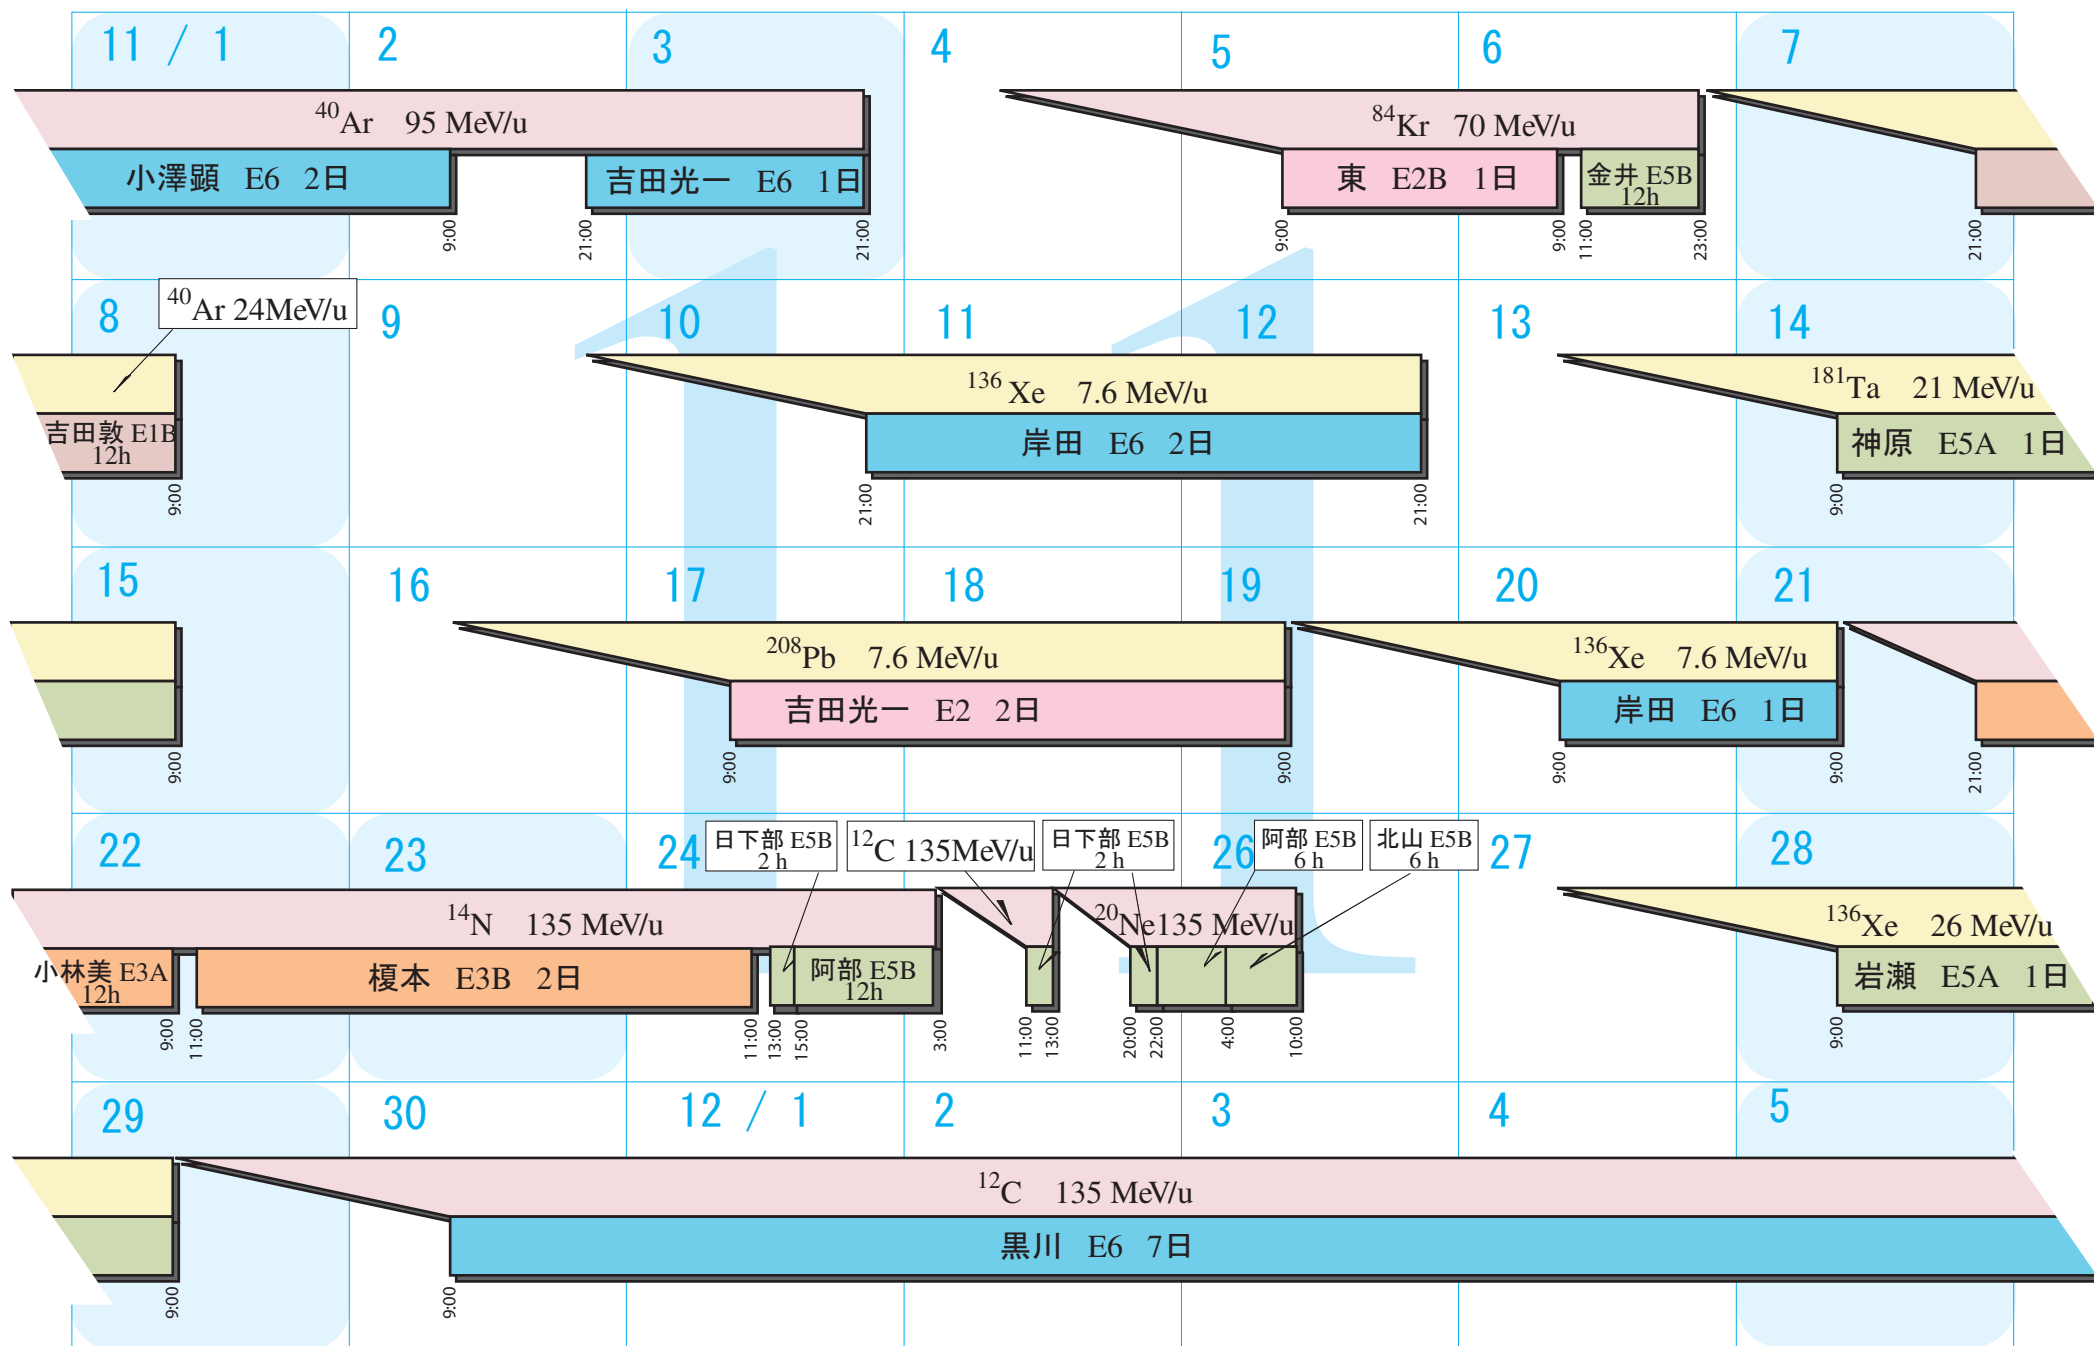 11 / 1 2 3 4 5 6 7
40Ar 95 MeV/u
84Kr 70 MeV/u
小澤顕 E6 2日
吉田光一 E6 1日
東 E2B 1日
金井 E5B
12h
9:00 21:00 21:00 9:00 9:00 11:00 23:00 21:00
8 9 10 11 12 13 14
40Ar 24MeV/u
136Xe 7.6 MeV/u
181Ta 21 MeV/u
吉田敦 E1B
12h
岸田 E6 2日
神原 E5A 1日
9:00 21:00 21:00 9:00
11
15 16 17 18 19 20 21
208Pb 7.6 MeV/u
136Xe 7.6 MeV/u
吉田光一 E2 2日
岸田 E6 1日
9:00 9:00 9:00 9:00 9:00 21:00
22 23 24 26 27 28
日下部 E5B
2 h
12C 135MeV/u
日下部 E5B
2 h
阿部 E5B
6 h
北山 E5B
6 h
14N 135 MeV/u
20Ne135 MeV/u
136Xe 26 MeV/u
小林美 E3A
12h
榎本 E3B 2日
阿部 E5B
12h
岩瀬 E5A 1日
9:00 11:00 11:00 13:00 15:00 3:00 11:00 13:00 20:00 22:00 4:00 10:00 9:00
29 30 12 / 1 2 3 4 5
12C 135 MeV/u
黒川 E6 7日
9:00 9:00